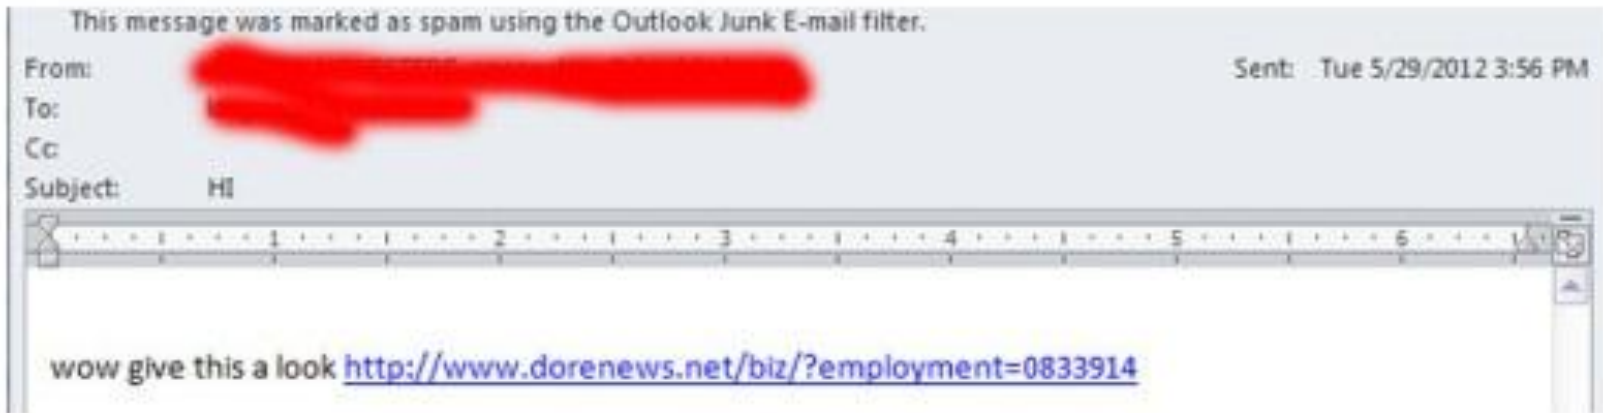 This message was marked as spam using the Outlook Junk E-mail filter.
From: Sent: Tue 5/29/2012 3:56 PM
To:
Cc:
Subject: HI
1 2 3 4 5 6
wow give this a look http://www.dorenews.net/biz/?employment=0833914